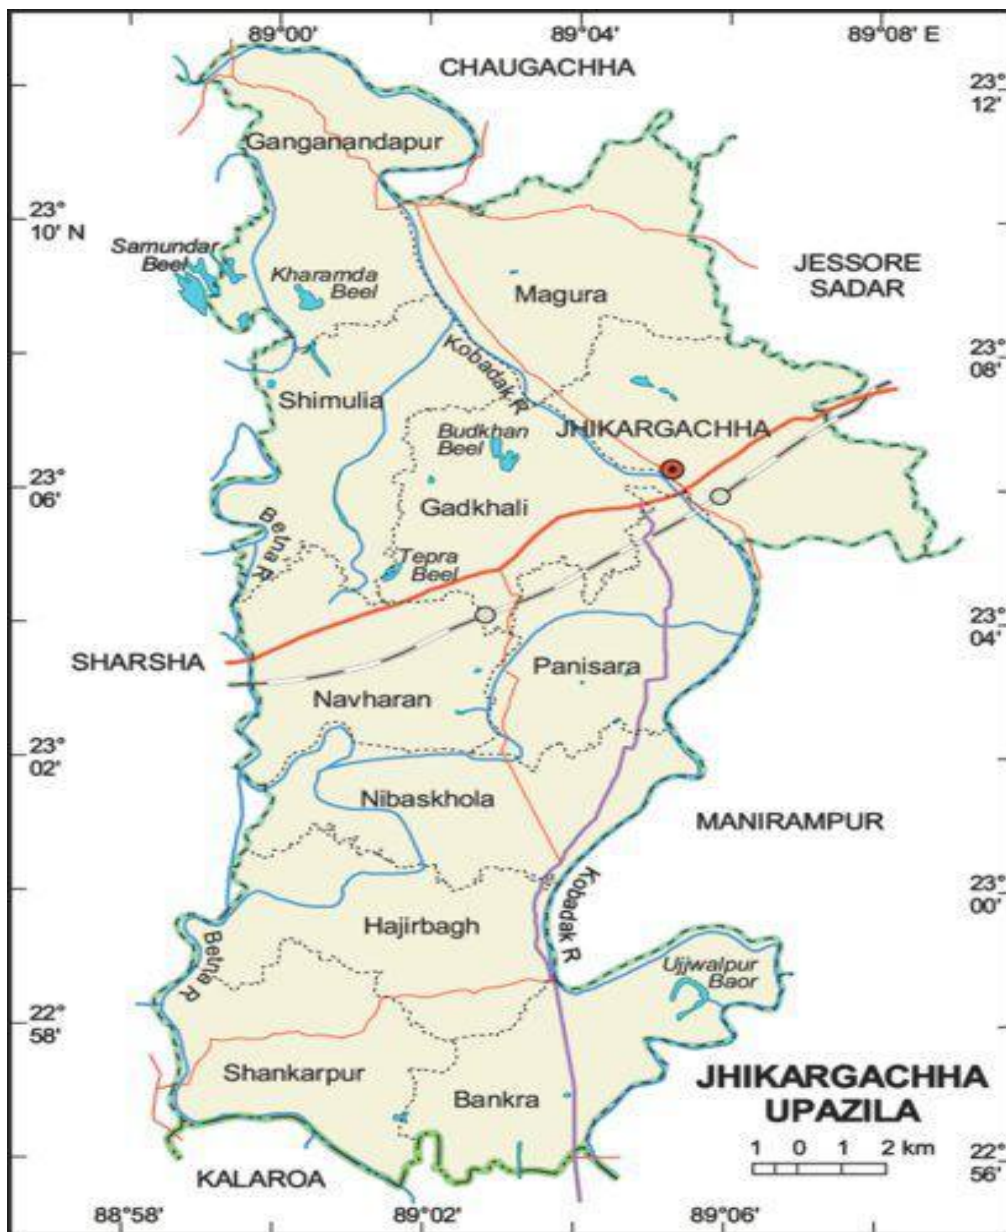 89°00'
89°04'
89°08' E
CHAUGACHHA
23°
12'
Ganganandapur
23°
10' N
Samundar
Beel
Kharamda
Beel
JESSORE
SADAR
Magura
23°
08'
Kobadak R
Shimulia
JHIKARGACHHA
Budkhan
Beel
23°
06'
Gadkhali
Betna R
Tepra
Beel
23°
04'
SHARSHA
Panisara
Navharan
23°
02'
Nibaskhola
MANIRAMPUR
23°
00'
Kobadak R
Hajirbagh
Betna R
Ujjwalpur
Baor
22°
58'
Shankarpur
Bankra
JHIKARGACHHA
UPAZILA
1 0 1 2 km
22°
56'
KALAROA
88°58'
89°02'
89°06'